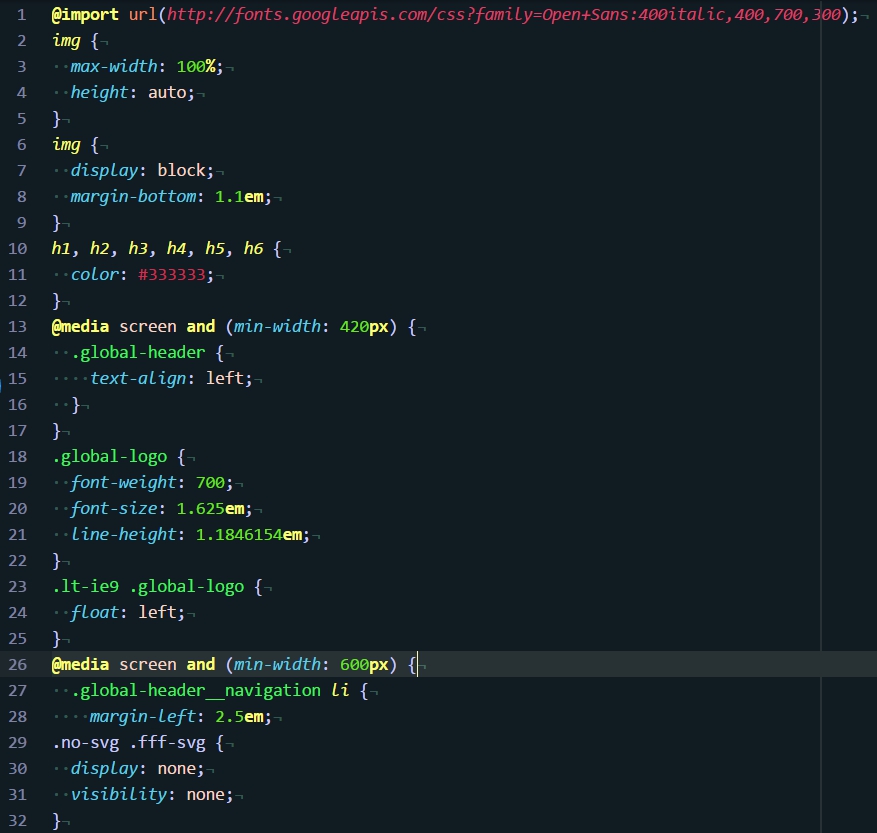 1 @import url(http://fonts.googleapis.com/css?family=Open+Sans:400italic,400,700,300);¬
2 img {¬
3 ··max-width: 100%;¬
4 ··height: auto;¬
5 }¬
6 img {¬
7 ··display: block;¬
8 ··margin-bottom: 1.1em;¬
9 }¬
10 h1, h2, h3, h4, h5, h6 {¬
11 ··color: #333333;¬
12 }¬
13 @media screen and (min-width: 420px) {¬
14 ··.global-header {¬
15 ····text-align: left;¬
16 ··}¬
17 }¬
18 .global-logo {¬
19 ··font-weight: 700;¬
20 ··font-size: 1.625em;¬
21 ··line-height: 1.1846154em;¬
22 }¬
23 .lt-ie9 .global-logo {¬
24 ··float: left;¬
25 }¬
26 @media screen and (min-width: 600px) {¬
27 ··.global-header__navigation li {¬
28 ····margin-left: 2.5em;¬
29 .no-svg .fff-svg {¬
30 ··display: none;¬
31 ··visibility: none;¬
32 }¬